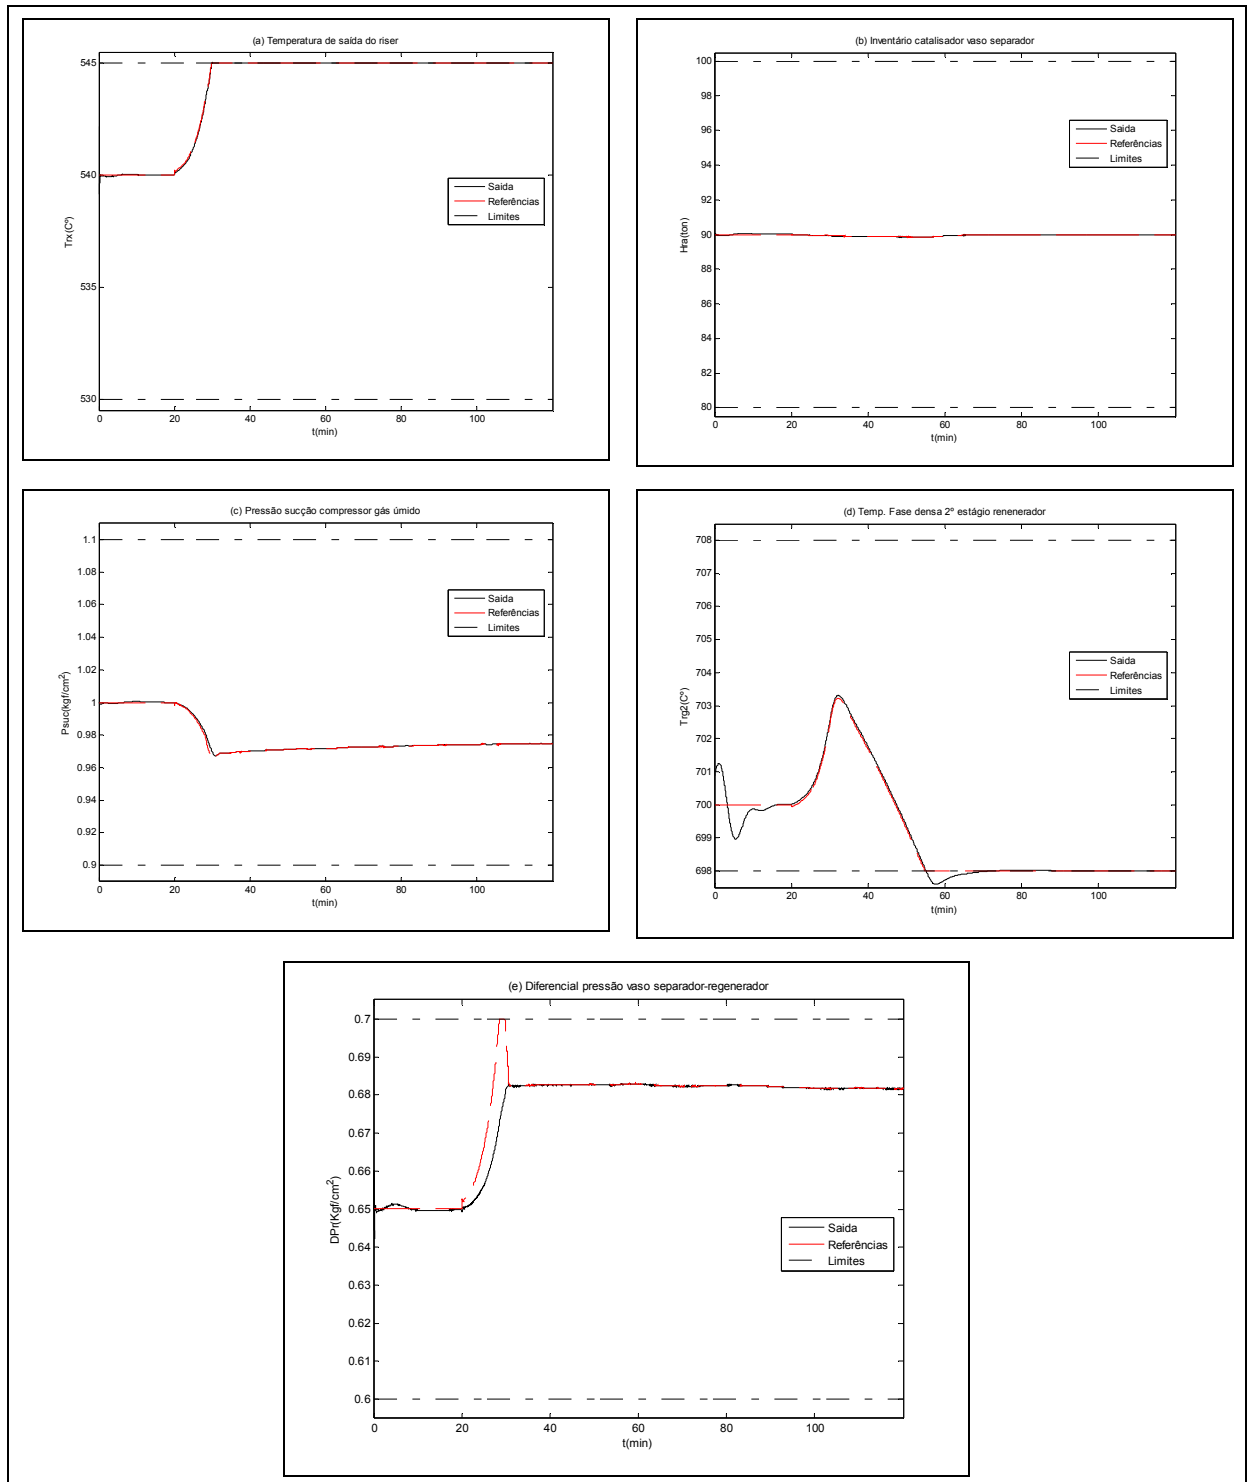 (a) Temperatura de saída do riser
545
540
535
530
Trx(Cº)
0 20 40 60 80 100
t(min)
Saida
Referências
Limites
(b) Inventário catalisador vaso separador
100
98
96
94
92
90
88
86
84
82
80
Hra(ton)
0 20 40 60 80 100
t(min)
Saida
Referências
Limites
(c) Pressão sucção compressor gás úmido
1.1
1.08
1.06
1.04
1.02
1
0.98
0.96
0.94
0.92
0.9
Psuc(kgf/cm²)
0 20 40 60 80 100
t(min)
Saida
Referências
Limites
(d) Temp. Fase densa 2º estágio renenerador
708
707
706
705
704
703
702
701
700
699
698
Trg2(Cº)
0 20 40 60 80 100
t(min)
Saida
Referências
Limites
(e) Diferencial pressão vaso separador-regenerador
0.7
0.69
0.68
0.67
0.66
0.65
0.64
0.63
0.62
0.61
0.6
DPr(Kgf/cm²)
0 20 40 60 80 100
t(min)
Saida
Referências
Limites